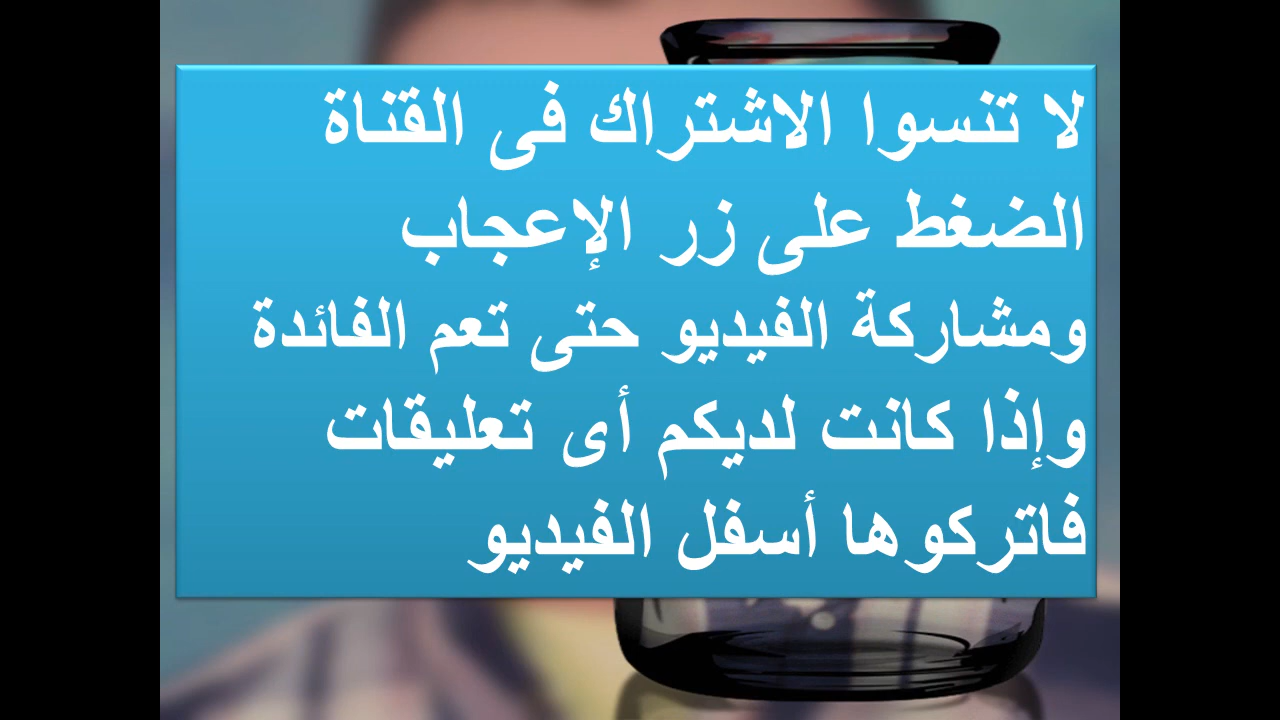 لا تنسوا الاشتراك فى القناة
الضغط على زر الإعجاب
ومشاركة الفيديو حتى تعم الفائدة
وإذا كانت لديكم أى تعليقات
فاتركوها أسفل الفيديو